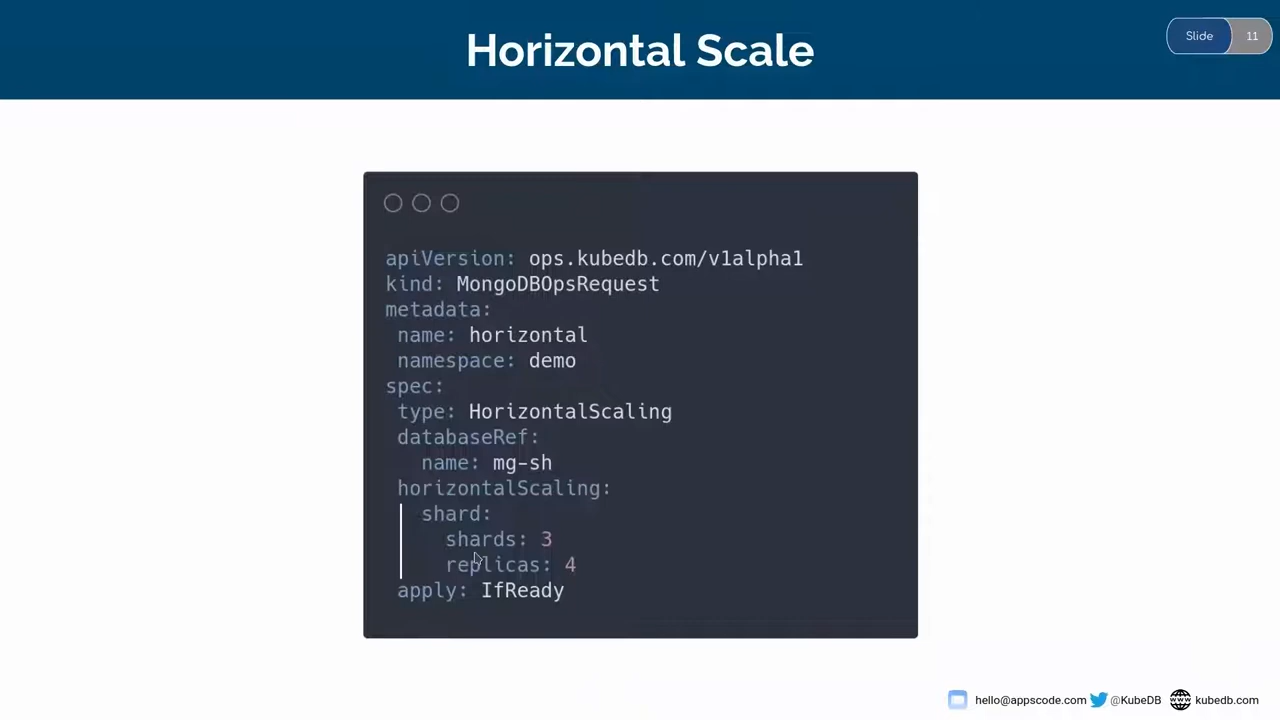 Horizontal Scale
Slide 11
apiVersion: ops.kubedb.com/v1alpha1
kind: MongoDBOpsRequest
metadata:
 name: horizontal
 namespace: demo
spec:
 type: HorizontalScaling
 databaseRef:
   name: mg-sh
 horizontalScaling:
   shard:
     shards: 3
     replicas: 4
 apply: IfReady
hello@appscode.com @KubeDB kubedb.com